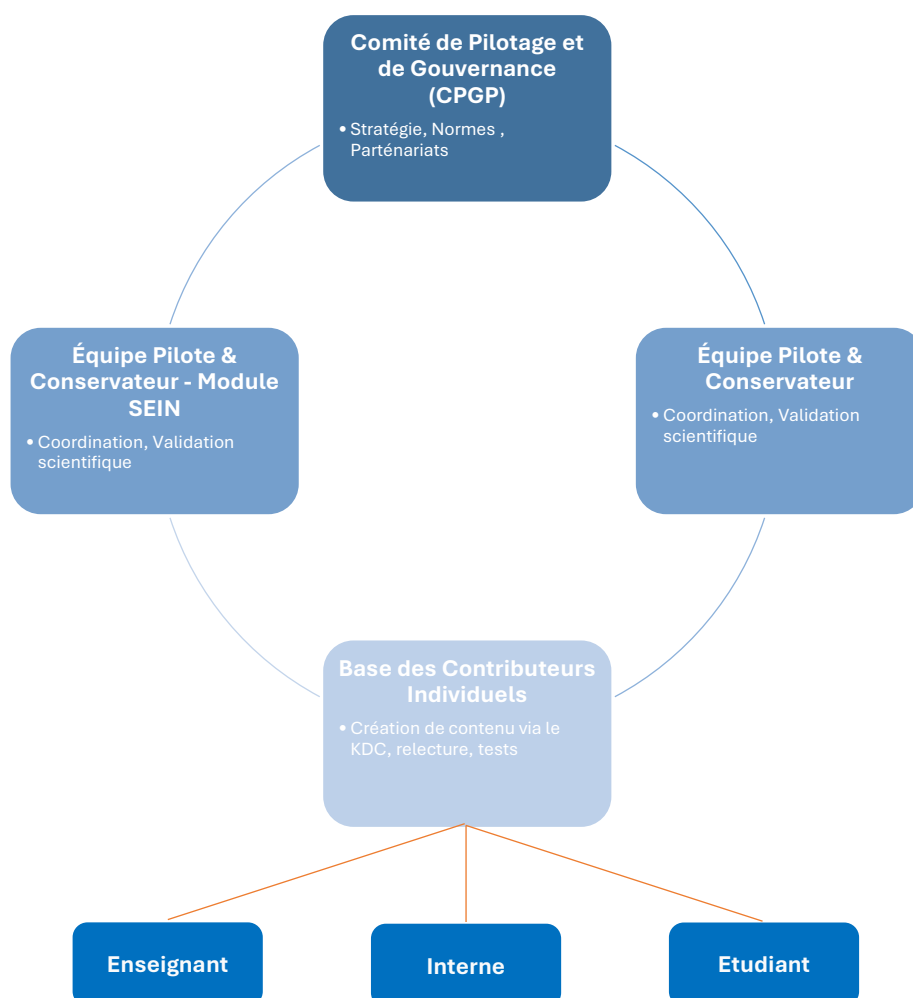 Comité de Pilotage et
de Gouvernance
(CPGP)
• Stratégie, Normes ,
Parténariats
Équipe Pilote &
Conservateur - Module
SEIN
• Coordination, Validation
scientifique
Équipe Pilote &
Conservateur
• Coordination, Validation
scientifique
Base des Contributeurs
Individuels
• Création de contenu via le
KDC, relecture, tests
Enseignant
Interne
Etudiant